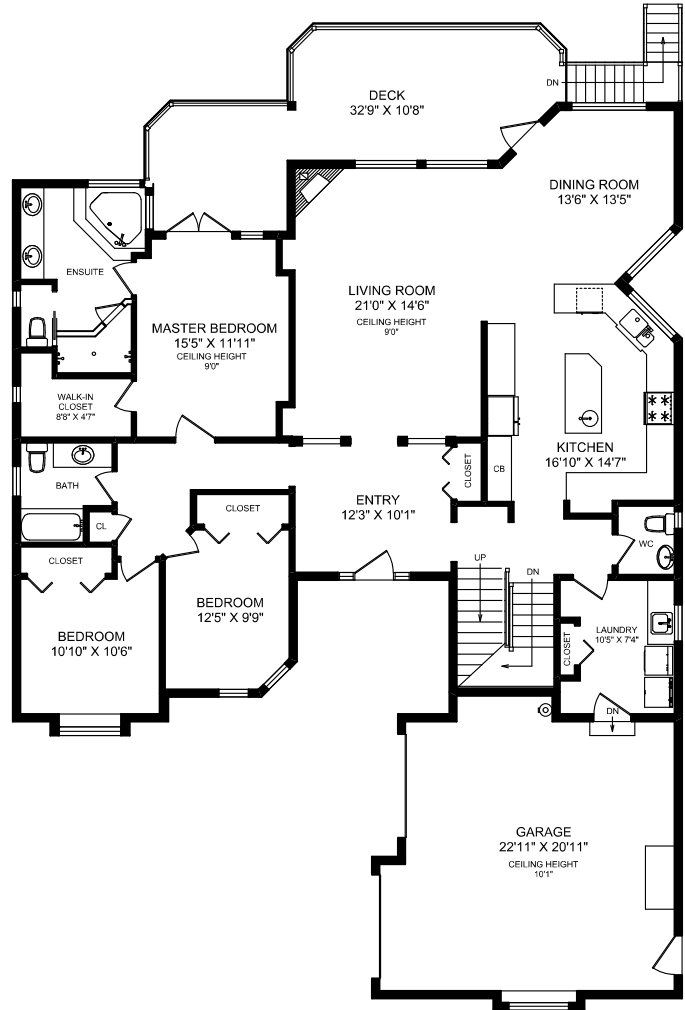 DECK
32'9" X 10'8"
DN
DINING ROOM
13'6" X 13'5"
ENSUITE
LIVING ROOM
21'0" X 14'6"
CEILING HEIGHT
9'0"
MASTER BEDROOM
15'5" X 11'11"
CEILING HEIGHT
9'0"
WALK-IN
CLOSET
8'8" X 4'7"
KITCHEN
16'10" X 14'7"
CLOSET
CB
BATH
CL
CLOSET
ENTRY
12'3" X 10'1"
WC
CLOSET
UP
DN
BEDROOM
12'5" X 9'9"
BEDROOM
10'10" X 10'6"
LAUNDRY
10'5" X 7'4"
CLOSET
DN
GARAGE
22'11" X 20'11"
CEILING HEIGHT
10'1"